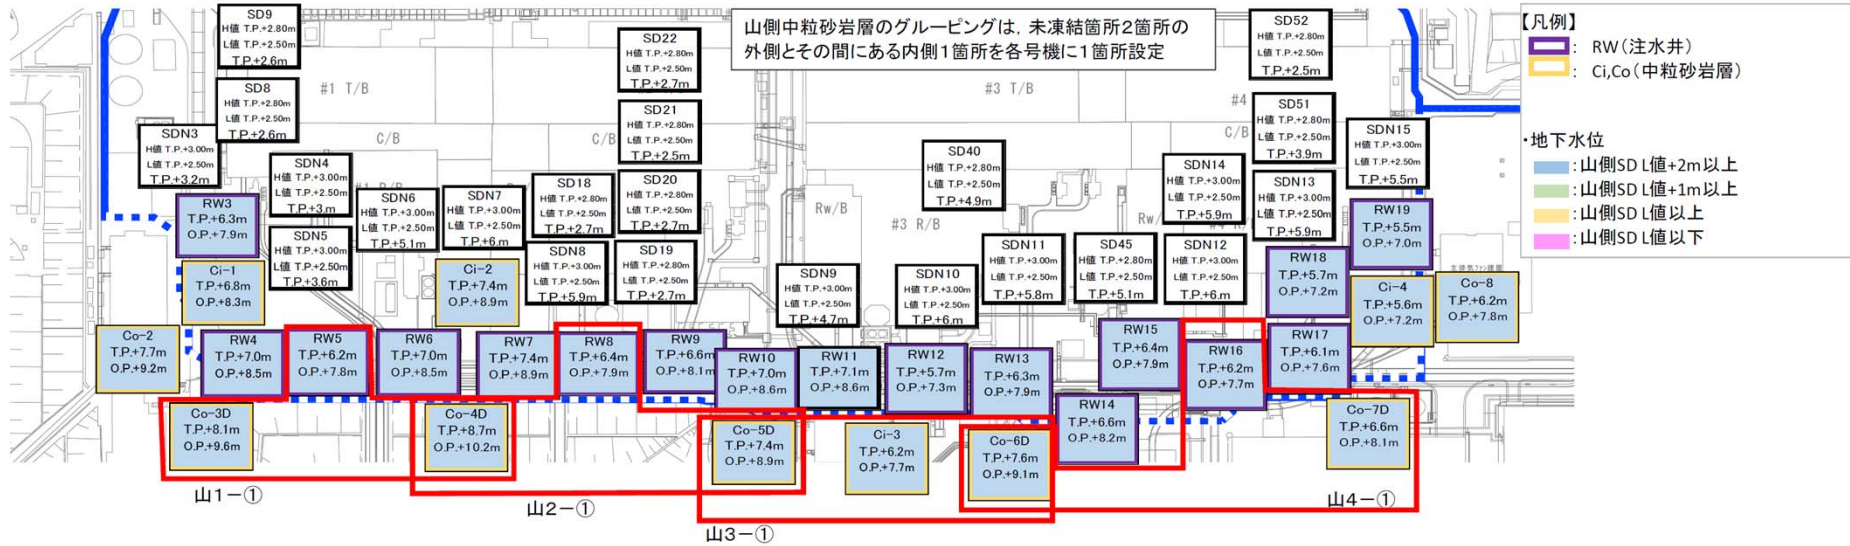 山側中粒砂岩層のグルーピングは，未凍結箇所2箇所の
外側とその間にある内側１箇所を各号機に１箇所設定
【凡例】
： RW（注水井）
： Ci,Co（中粒砂岩層）
・地下水位
：山側SD L値+2m以上
：山側SD L値+1m以上
：山側SD L値以上
：山側SD L値以下
SD9
H値 T.P.+2.80m
L値 T.P.+2.50m
T.P.+2.6m
SD8
H値 T.P.+2.80m
L値 T.P.+2.50m
T.P.+2.6m
SDN3
H値 T.P.+3.00m
L値 T.P.+2.50m
T.P.+3.2m
SDN4
H値 T.P.+3.00m
L値 T.P.+2.50m
T.P.+3m
SDN5
H値 T.P.+3.00m
L値 T.P.+2.50m
T.P.+3.6m
SDN6
H値 T.P.+3.00m
L値 T.P.+2.50m
T.P.+5.1m
SDN7
H値 T.P.+3.00m
L値 T.P.+2.50m
T.P.+6.m
SD18
H値 T.P.+2.80m
L値 T.P.+2.50m
T.P.+2.7m
SDN8
H値 T.P.+3.00m
L値 T.P.+2.50m
T.P.+5.9m
SD22
H値 T.P.+2.80m
L値 T.P.+2.50m
T.P.+2.7m
SD21
H値 T.P.+2.80m
L値 T.P.+2.50m
T.P.+2.5m
SD20
H値 T.P.+2.80m
L値 T.P.+2.50m
T.P.+2.7m
SD19
H値 T.P.+2.80m
L値 T.P.+2.50m
T.P.+2.7m
SDN9
H値 T.P.+3.00m
L値 T.P.+2.50m
T.P.+4.7m
SD40
H値 T.P.+2.80m
L値 T.P.+2.50m
T.P.+4.9m
SDN10
H値 T.P.+3.00m
L値 T.P.+2.50m
T.P.+6.m
SDN11
H値 T.P.+3.00m
L値 T.P.+2.50m
T.P.+5.8m
SD45
H値 T.P.+2.80m
L値 T.P.+2.50m
T.P.+5.1m
SDN14
H値 T.P.+3.00m
L値 T.P.+2.50m
T.P.+5.9m
SDN12
H値 T.P.+3.00m
L値 T.P.+2.50m
T.P.+6.m
SD52
H値 T.P.+2.80m
L値 T.P.+2.50m
T.P.+2.5m
SD51
H値 T.P.+2.80m
L値 T.P.+2.50m
T.P.+3.9m
SDN13
H値 T.P.+3.00m
L値 T.P.+2.50m
T.P.+5.9m
SDN15
H値 T.P.+3.00m
L値 T.P.+2.50m
T.P.+5.5m
#1 T/B
C/B
C/B
#3 T/B
Rw/B
#3 R/B
#4
C/B
RW3
T.P.+6.3m
O.P.+7.9m
Ci-1
T.P.+6.8m
O.P.+8.3m
Ci-2
T.P.+7.4m
O.P.+8.9m
Co-2
T.P.+7.7m
O.P.+9.2m
RW4
T.P.+7.0m
O.P.+8.5m
RW5
T.P.+6.2m
O.P.+7.8m
RW6
T.P.+7.0m
O.P.+8.5m
RW7
T.P.+7.4m
O.P.+8.9m
RW8
T.P.+6.4m
O.P.+7.9m
RW9
T.P.+6.6m
O.P.+8.1m
RW10
T.P.+7.0m
O.P.+8.6m
RW11
T.P.+7.1m
O.P.+8.6m
RW12
T.P.+5.7m
O.P.+7.3m
RW13
T.P.+6.3m
O.P.+7.9m
RW14
T.P.+6.6m
O.P.+8.2m
RW15
T.P.+6.4m
O.P.+7.9m
RW16
T.P.+6.2m
O.P.+7.7m
RW17
T.P.+6.1m
O.P.+7.6m
RW18
T.P.+5.7m
O.P.+7.2m
RW19
T.P.+5.5m
O.P.+7.0m
Ci-4
T.P.+5.6m
O.P.+7.2m
Co-8
T.P.+6.2m
O.P.+7.8m
Co-3D
T.P.+8.1m
O.P.+9.6m
Co-4D
T.P.+8.7m
O.P.+10.2m
Co-5D
T.P.+7.4m
O.P.+8.9m
Ci-3
T.P.+6.2m
O.P.+7.7m
Co-6D
T.P.+7.6m
O.P.+9.1m
Co-7D
T.P.+6.6m
O.P.+8.1m
山1－①
山2－①
山3－①
山4－①